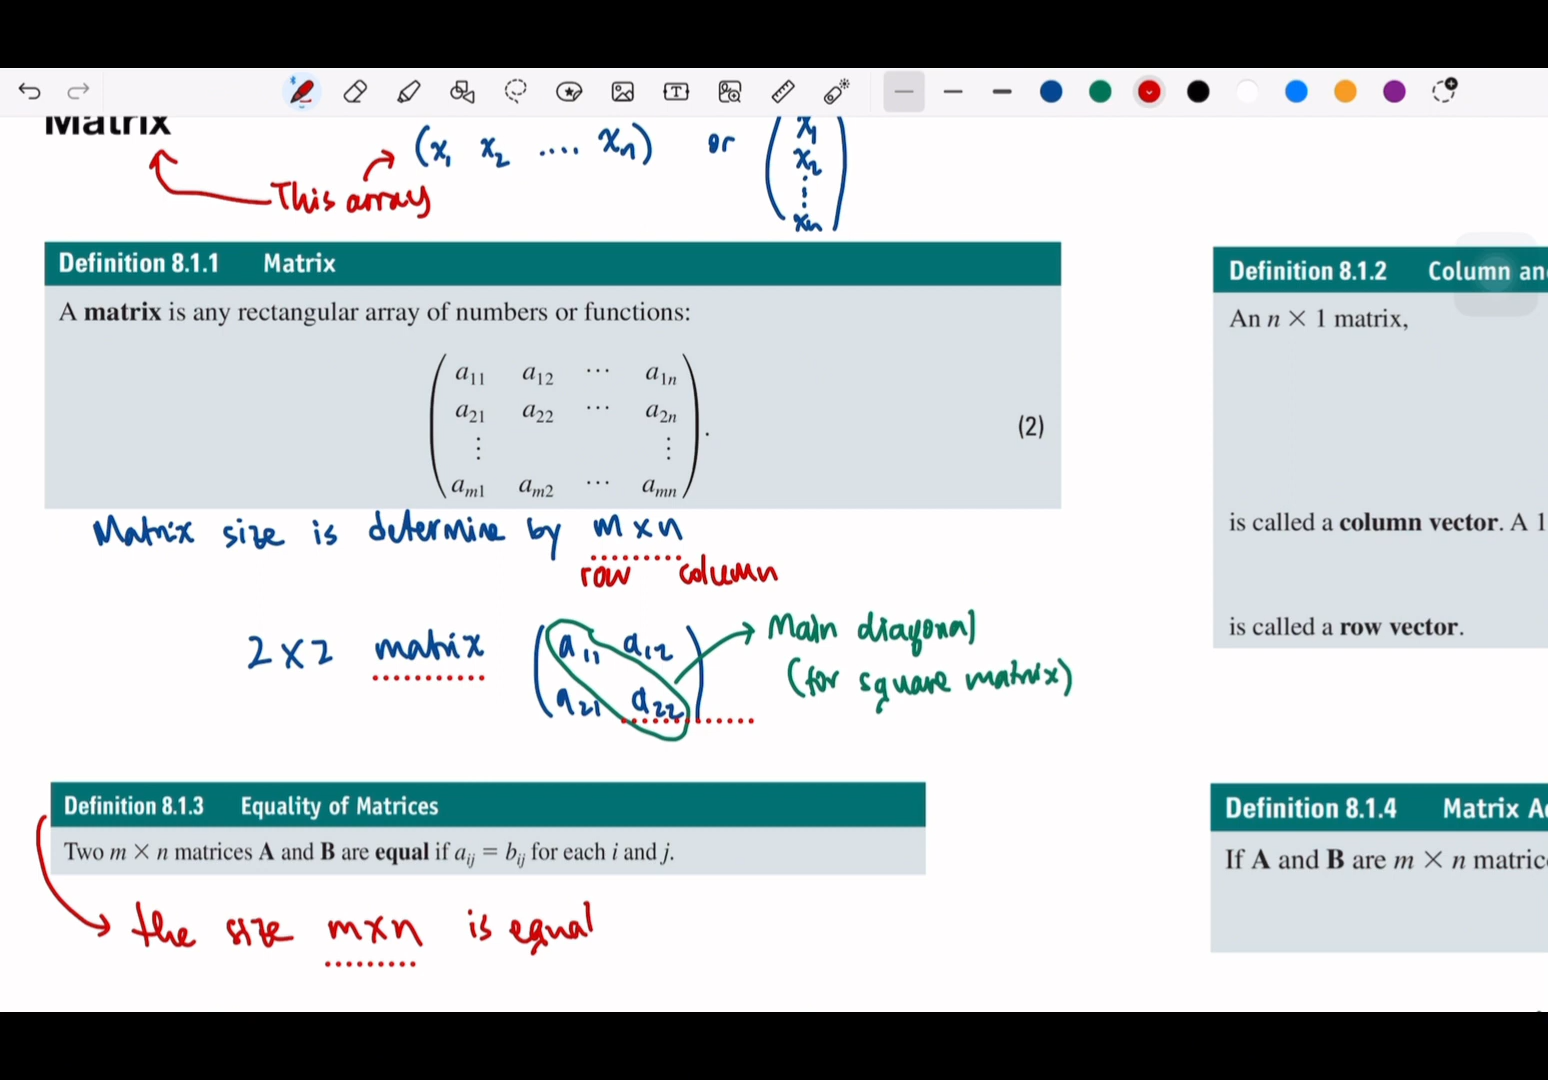 Matrix
(x₁ x₂ .... xₙ) or (x₁ x₂ ⋮ xₙ)
This array
Definition 8.1.1 Matrix
A matrix is any rectangular array of numbers or functions:
a₁₁ a₁₂ ⋯ a₁ₙ
a₂₁ a₂₂ ⋯ a₂ₙ
⋮ ⋮
aₘ₁ aₘ₂ ⋯ aₘₙ .
(2)
Matrix size is determine by m×n
row column
2×2 matrix
a₁₁ a₁₂
a₂₁ a₂₂
Main diagonal
(for square matrix)
Definition 8.1.3 Equality of Matrices
Two m × n matrices A and B are equal if aᵢⱼ = bᵢⱼ for each i and j.
the size m×n is equal
Definition 8.1.2 Column an
An n × 1 matrix,
is called a column vector. A 1
is called a row vector.
Definition 8.1.4 Matrix A
If A and B are m × n matric